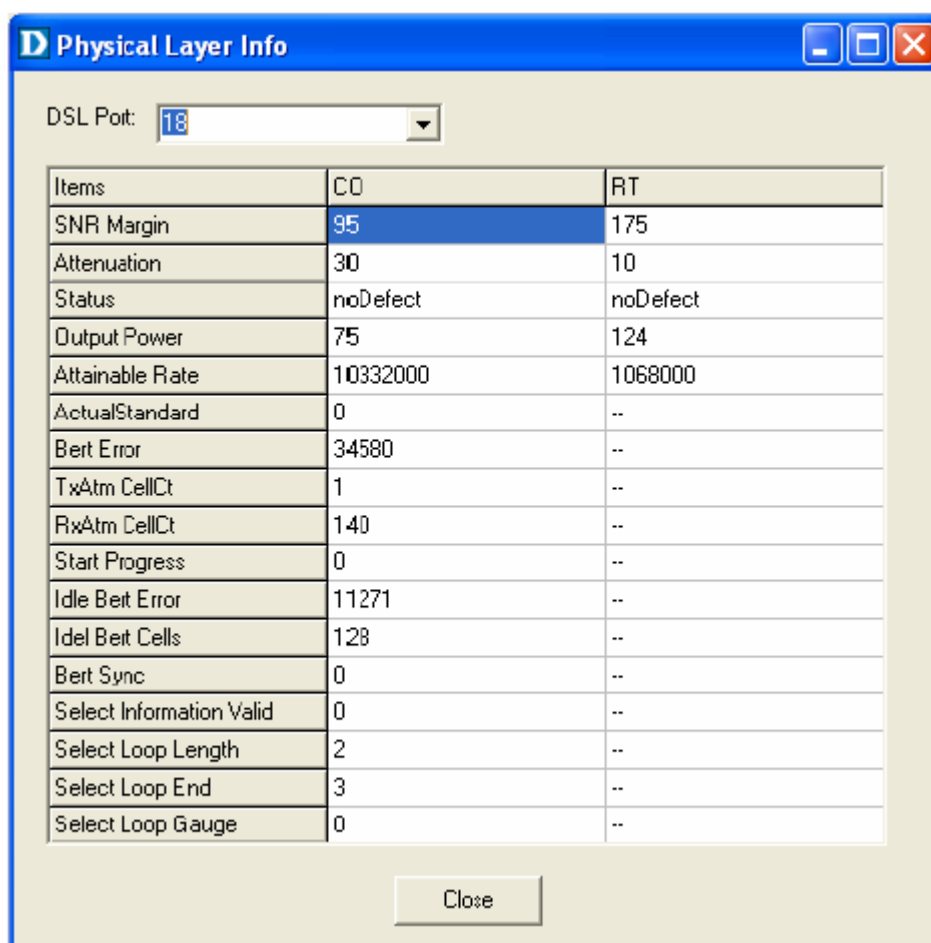 D Physical Layer Info
DSL Port: 18
Items CO RT
SNR Margin 95 175
Attenuation 30 10
Status noDefect noDefect
Output Power 75 124
Attainable Rate 10332000 1068000
ActualStandard 0 --
Bert Error 34580 --
TxAtm CellCt 1 --
RxAtm CellCt 140 --
Start Progress 0 --
Idle Bert Error 11271 --
Idel Bert Cells 128 --
Bert Sync 0 --
Select Information Valid 0 --
Select Loop Length 2 --
Select Loop End 3 --
Select Loop Gauge 0 --
Close